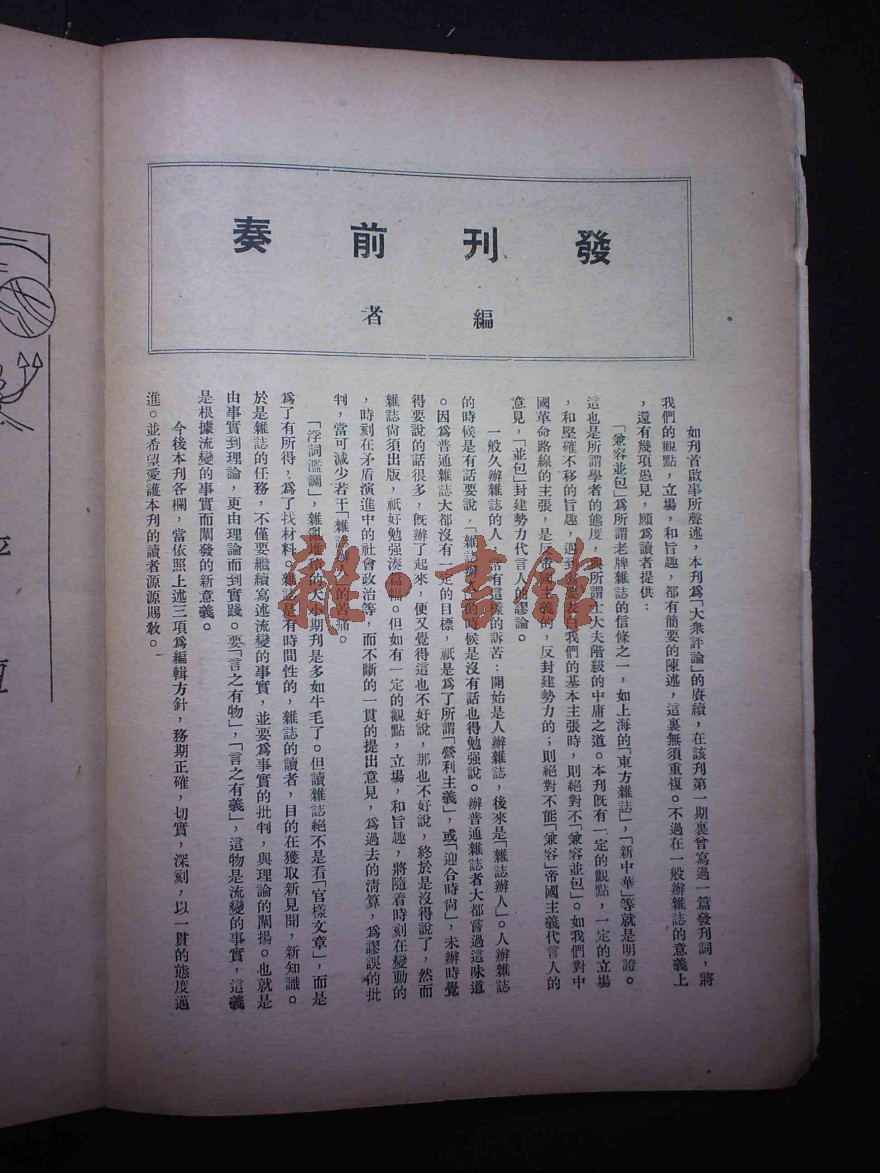 發刊前奏
編者
如刊首啟事所聲述，本刊爲「大衆評論」的賡續，在該刊第一期裏曾寫過一篇發刊詞，將
我們的觀點，立場，和旨趣，都有簡要的陳述，這裏無須重複。不過在一般辦雜誌的意義上
，還有幾項愚見，願爲讀者提供：
「兼容並包」爲所謂老牌雜誌的信條之一，如上海的「東方雜誌」，「新中華」等就是明證。
這也是所謂學者的態度，與所謂士大夫階級的中庸之道。本刊旣有一定的觀點，一定的立場
，和堅確不移的旨趣，遇到需要表白我們的基本主張時，則絕對不「兼容並包」。如我們對中
國革命路線的主張，是反帝國主義的，反封建勢力的；則絕對不能「兼容」帝國主義代言人的
意見，「並包」封建勢力代言人的謬論。
一般久辦雜誌的人，常有這樣的訴苦：開始是人辦雜誌，後來是「雜誌辦人」。人辦雜誌
的時候是有話要說，「雜誌辦人」的時候是沒有話也得勉强說。辦普通雜誌者大都嘗過這味道
。因爲普通雜誌大都沒有一定的目標，祇是爲了所謂「營利主義」，或「迎合時尙」，未辦時覺
得要說的話很多，旣辦了起來，便又覺得這也不好說，那也不好說，終於是沒得說了，然而
雜誌尙須出版，祇好勉强湊篇幅。但如有一定的觀點，立場，和旨趣，將隨着時刻在變動的
，時刻在矛盾演進中的社會政治等，而不斷的一貫的提出意見，爲過去的淸算，爲謬誤的批
判，當可減少若干「雜誌辦人」的苦痛。
「浮詞濫調」，雜亂堆積的大小期刊是多如牛毛了。但讀雜誌絕不是看「官樣文章」，而是
爲了有所得，爲了找材料。雜誌是有時間性的，雜誌的讀者，目的在獲取新見聞，新知識。
於是雜誌的任務，不僅要繼續寫述流變的事實，並要爲事實的批判，與理論的闡揚。也就是
由事實到理論，更由理論而到實踐。要「言之有物」，「言之有義」，這物是流變的事實，這義
是根據流變的事實而闡發的新意義。
今後本刊各欄，當依照上述三項爲編輯方針，務期正確，切實，深刻，以一貫的態度邁
進。並希望愛護本刊的讀者源源賜敎。
雜·書館